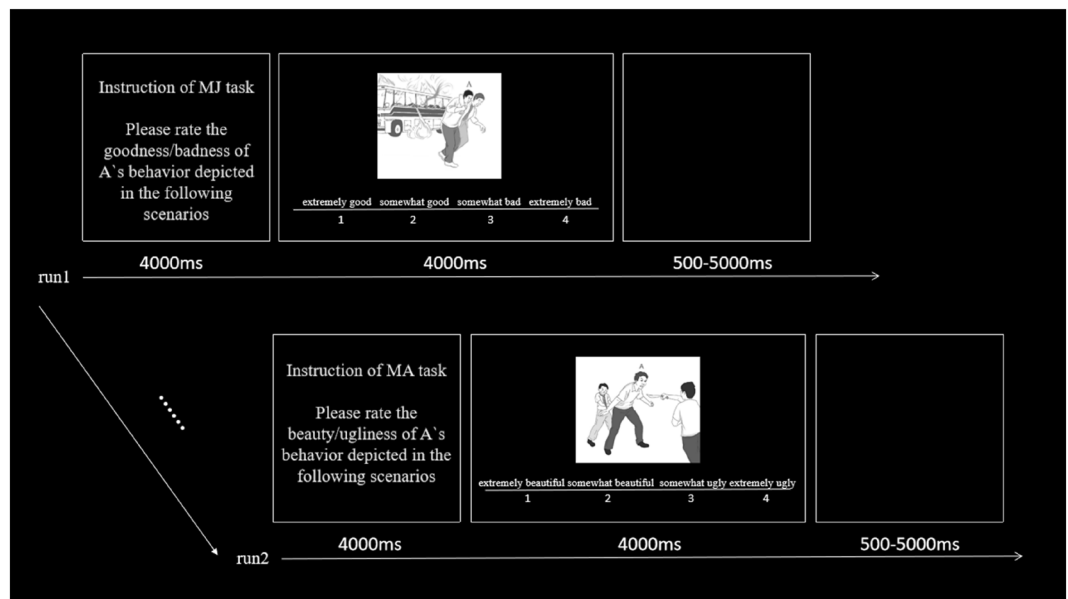 Instruction of MJ task
Please rate the
goodness/badness of
A`s behavior depicted
in the following
scenarios
A
extremely good somewhat good somewhat bad extremely bad
1 2 3 4
4000ms 4000ms 500-5000ms
run1
Instruction of MA task
Please rate the
beauty/ugliness of A`s
behavior depicted in the
following scenarios
A
extremely beautiful somewhat beautiful somewhat ugly extremely ugly
1 2 3 4
4000ms 4000ms 500-5000ms
run2